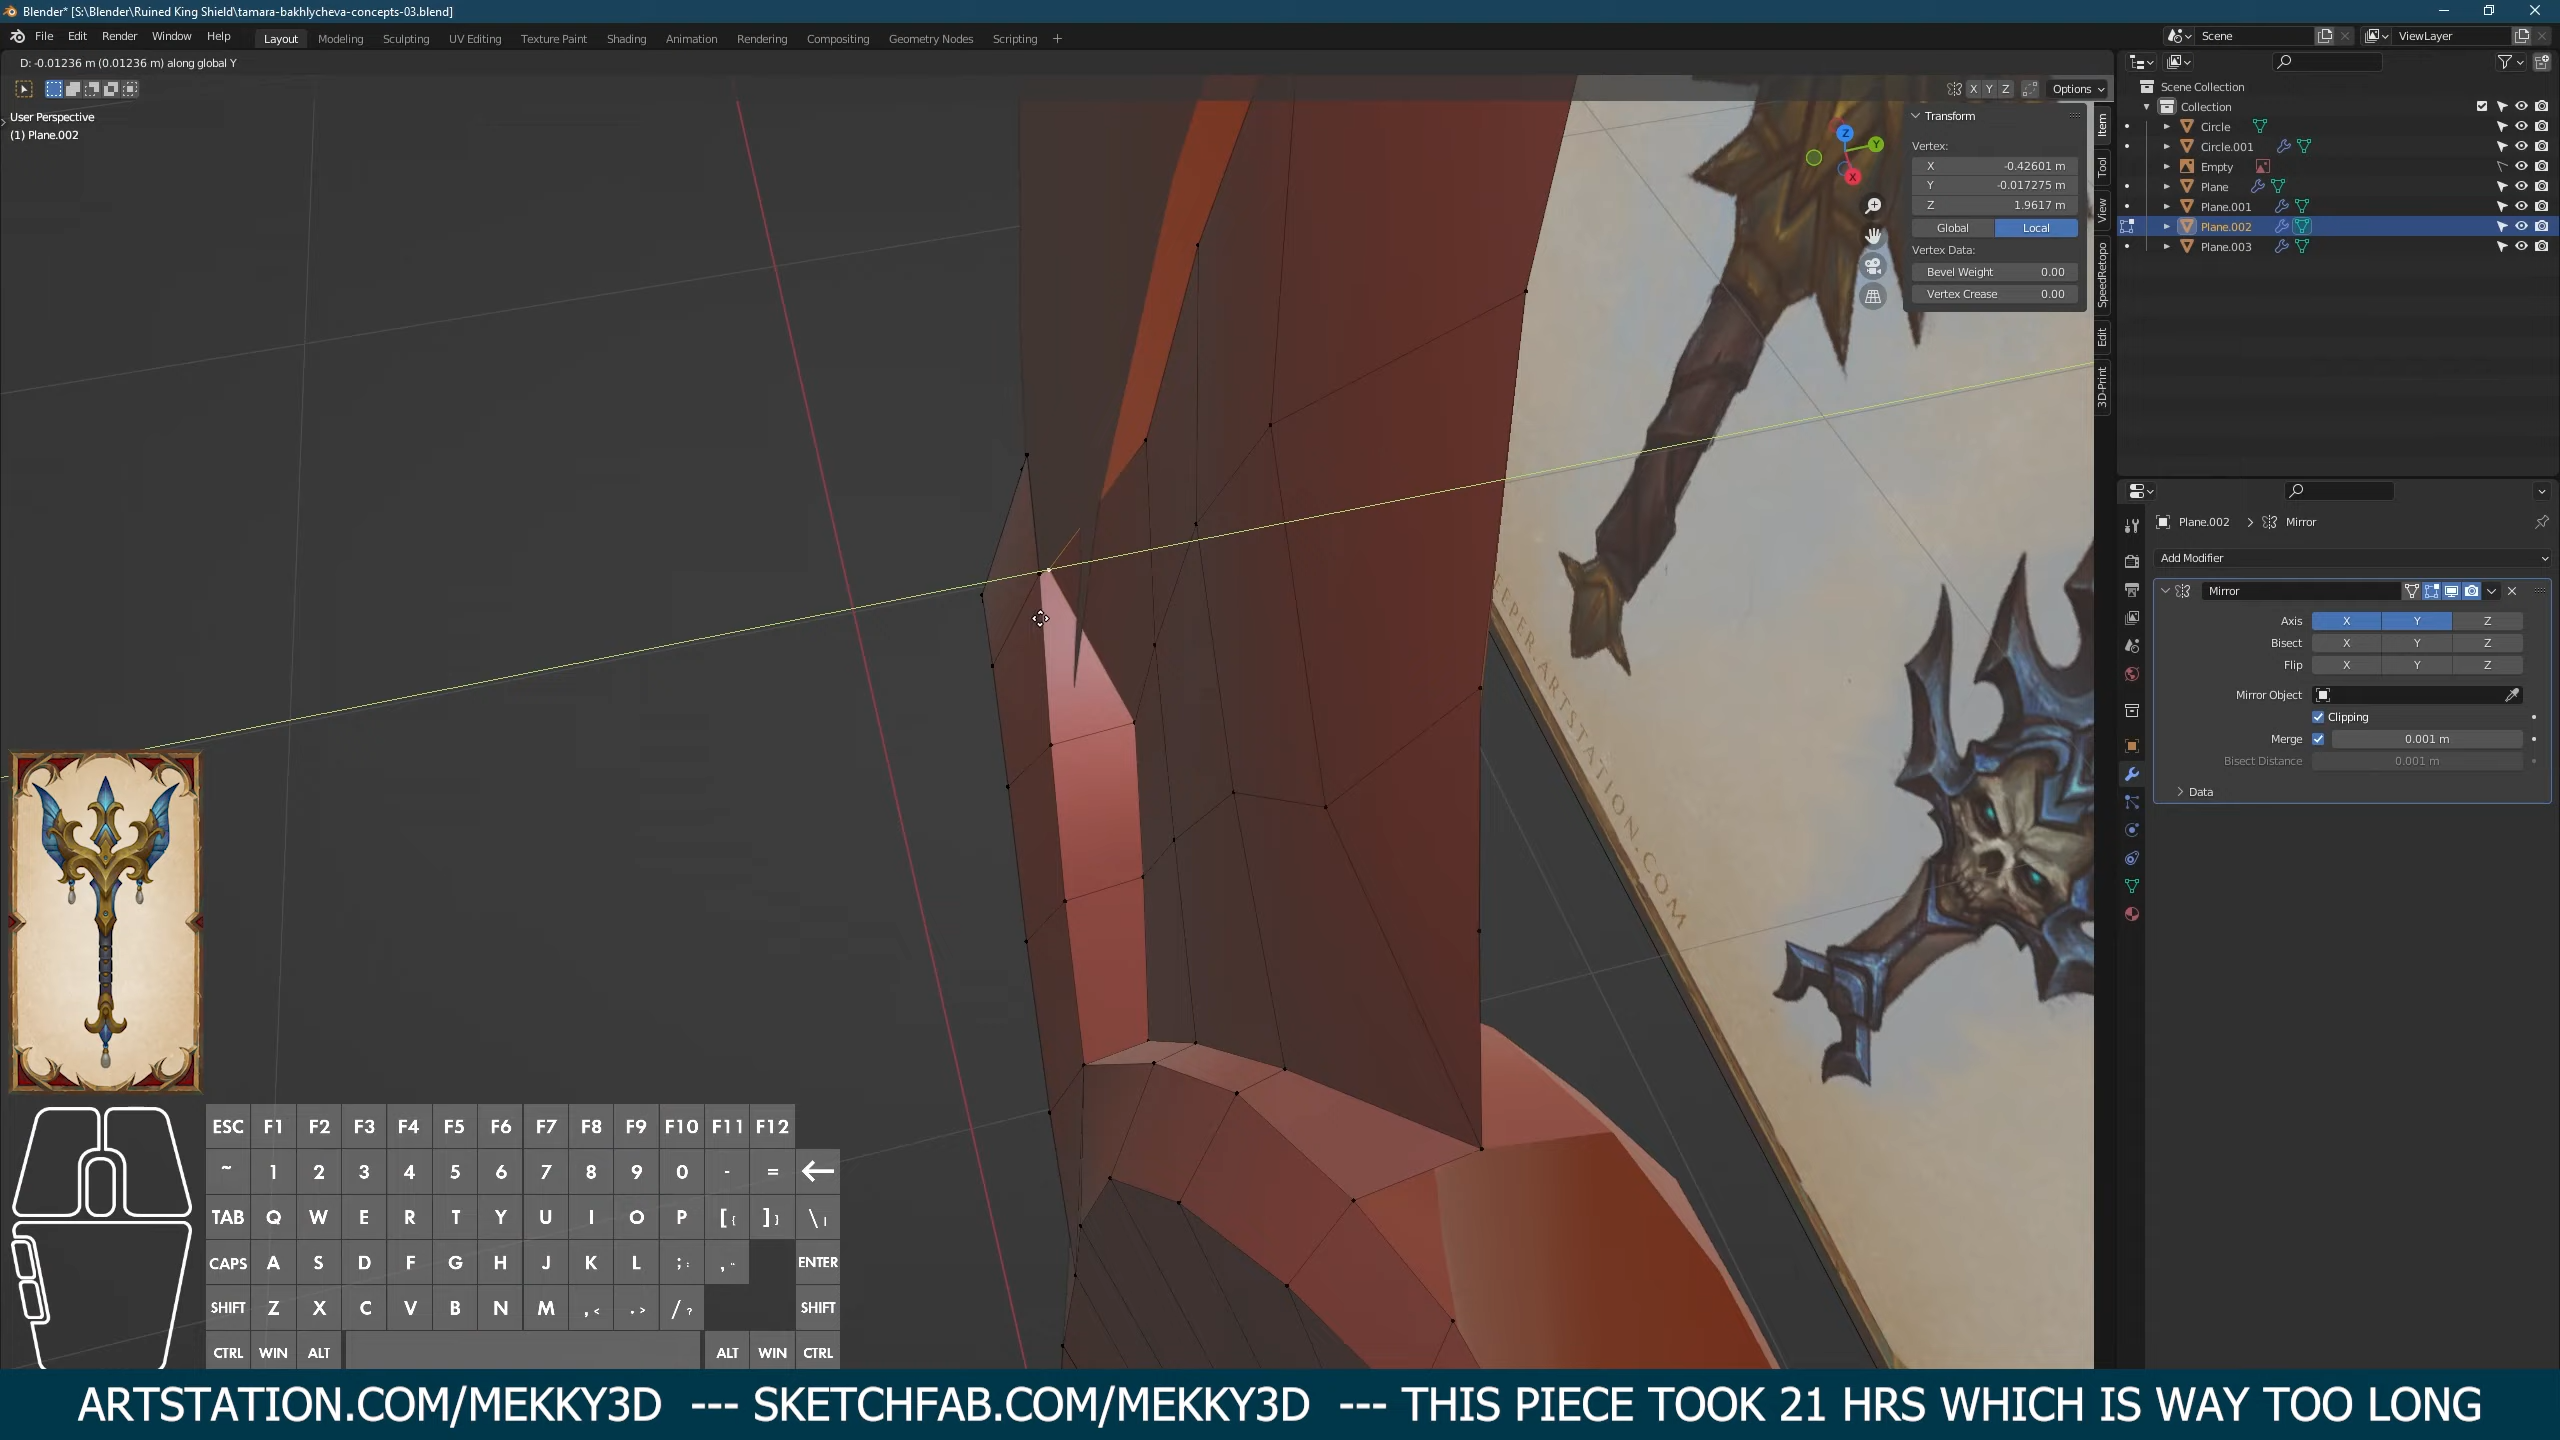 Blender* [S:\Blender\Ruined King Shield\tamara-bakhlycheva-concepts-03.blend]
File Edit Render Window Help
Layout Modeling Sculpting UV Editing Texture Paint Shading Animation Rendering Compositing Geometry Nodes Scripting +
Scene ViewLayer
D: -0.01236 m (0.01236 m) along global Y
X Y Z Options
User Perspective
(1) Plane.002
Transform
Vertex:
X -0.42601 m
Y -0.017275 m
Z 1.9617 m
Global Local
Vertex Data:
Bevel Weight 0.00
Vertex Crease 0.00
Z
Y
X
Item
Tool
View
SpeedRetopo
Edit
3D-Print
Scene Collection
Collection
Circle
Circle.001
Empty
Plane
Plane.001
Plane.002
Plane.003
Plane.002 > Mirror
Add Modifier
Mirror
Axis X Y Z
Bisect X Y Z
Flip X Y Z
Mirror Object
Clipping
Merge 0.001 m
Bisect Distance 0.001 m
> Data
ESC F1 F2 F3 F4 F5 F6 F7 F8 F9 F10 F11 F12
~ 1 2 3 4 5 6 7 8 9 0 - =
TAB Q W E R T Y U I O P [ { ] } \ |
CAPS A S D F G H J K L ; : , " ENTER
SHIFT Z X C V B N M , < . > / ? SHIFT
CTRL WIN ALT ALT WIN CTRL
ARTSTATION.COM/MEKKY3D --- SKETCHFAB.COM/MEKKY3D --- THIS PIECE TOOK 21 HRS WHICH IS WAY TOO LONG